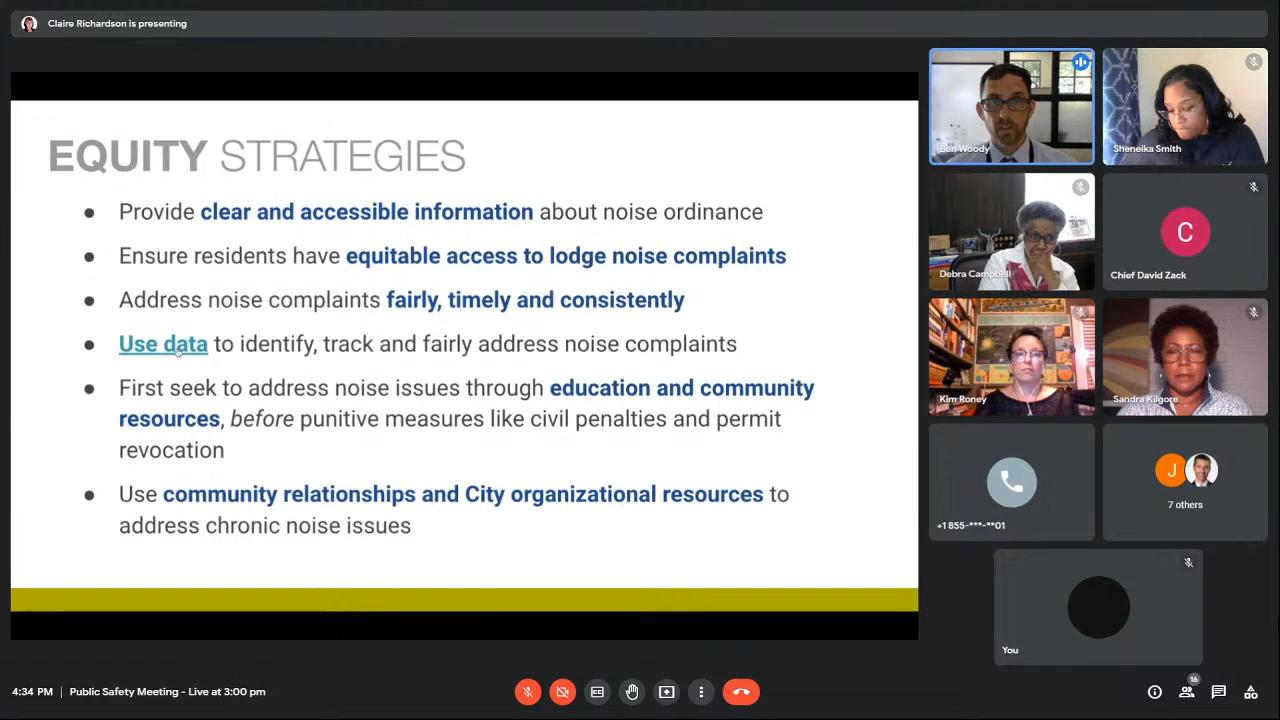 Claire Richardson is presenting
EQUITY STRATEGIES
● Provide clear and accessible information about noise ordinance
● Ensure residents have equitable access to lodge noise complaints
● Address noise complaints fairly, timely and consistently
● Use data to identify, track and fairly address noise complaints
● First seek to address noise issues through education and community
resources, before punitive measures like civil penalties and permit
revocation
● Use community relationships and City organizational resources to
address chronic noise issues
Ben Woody
Sheneika Smith
Debra Campbell
C
Chief David Zack
Kim Roney
Sandra Kilgore
+1 855-***-**01
J
7 others
You
4:34 PM | Public Safety Meeting - Live at 3:00 pm
CC
16